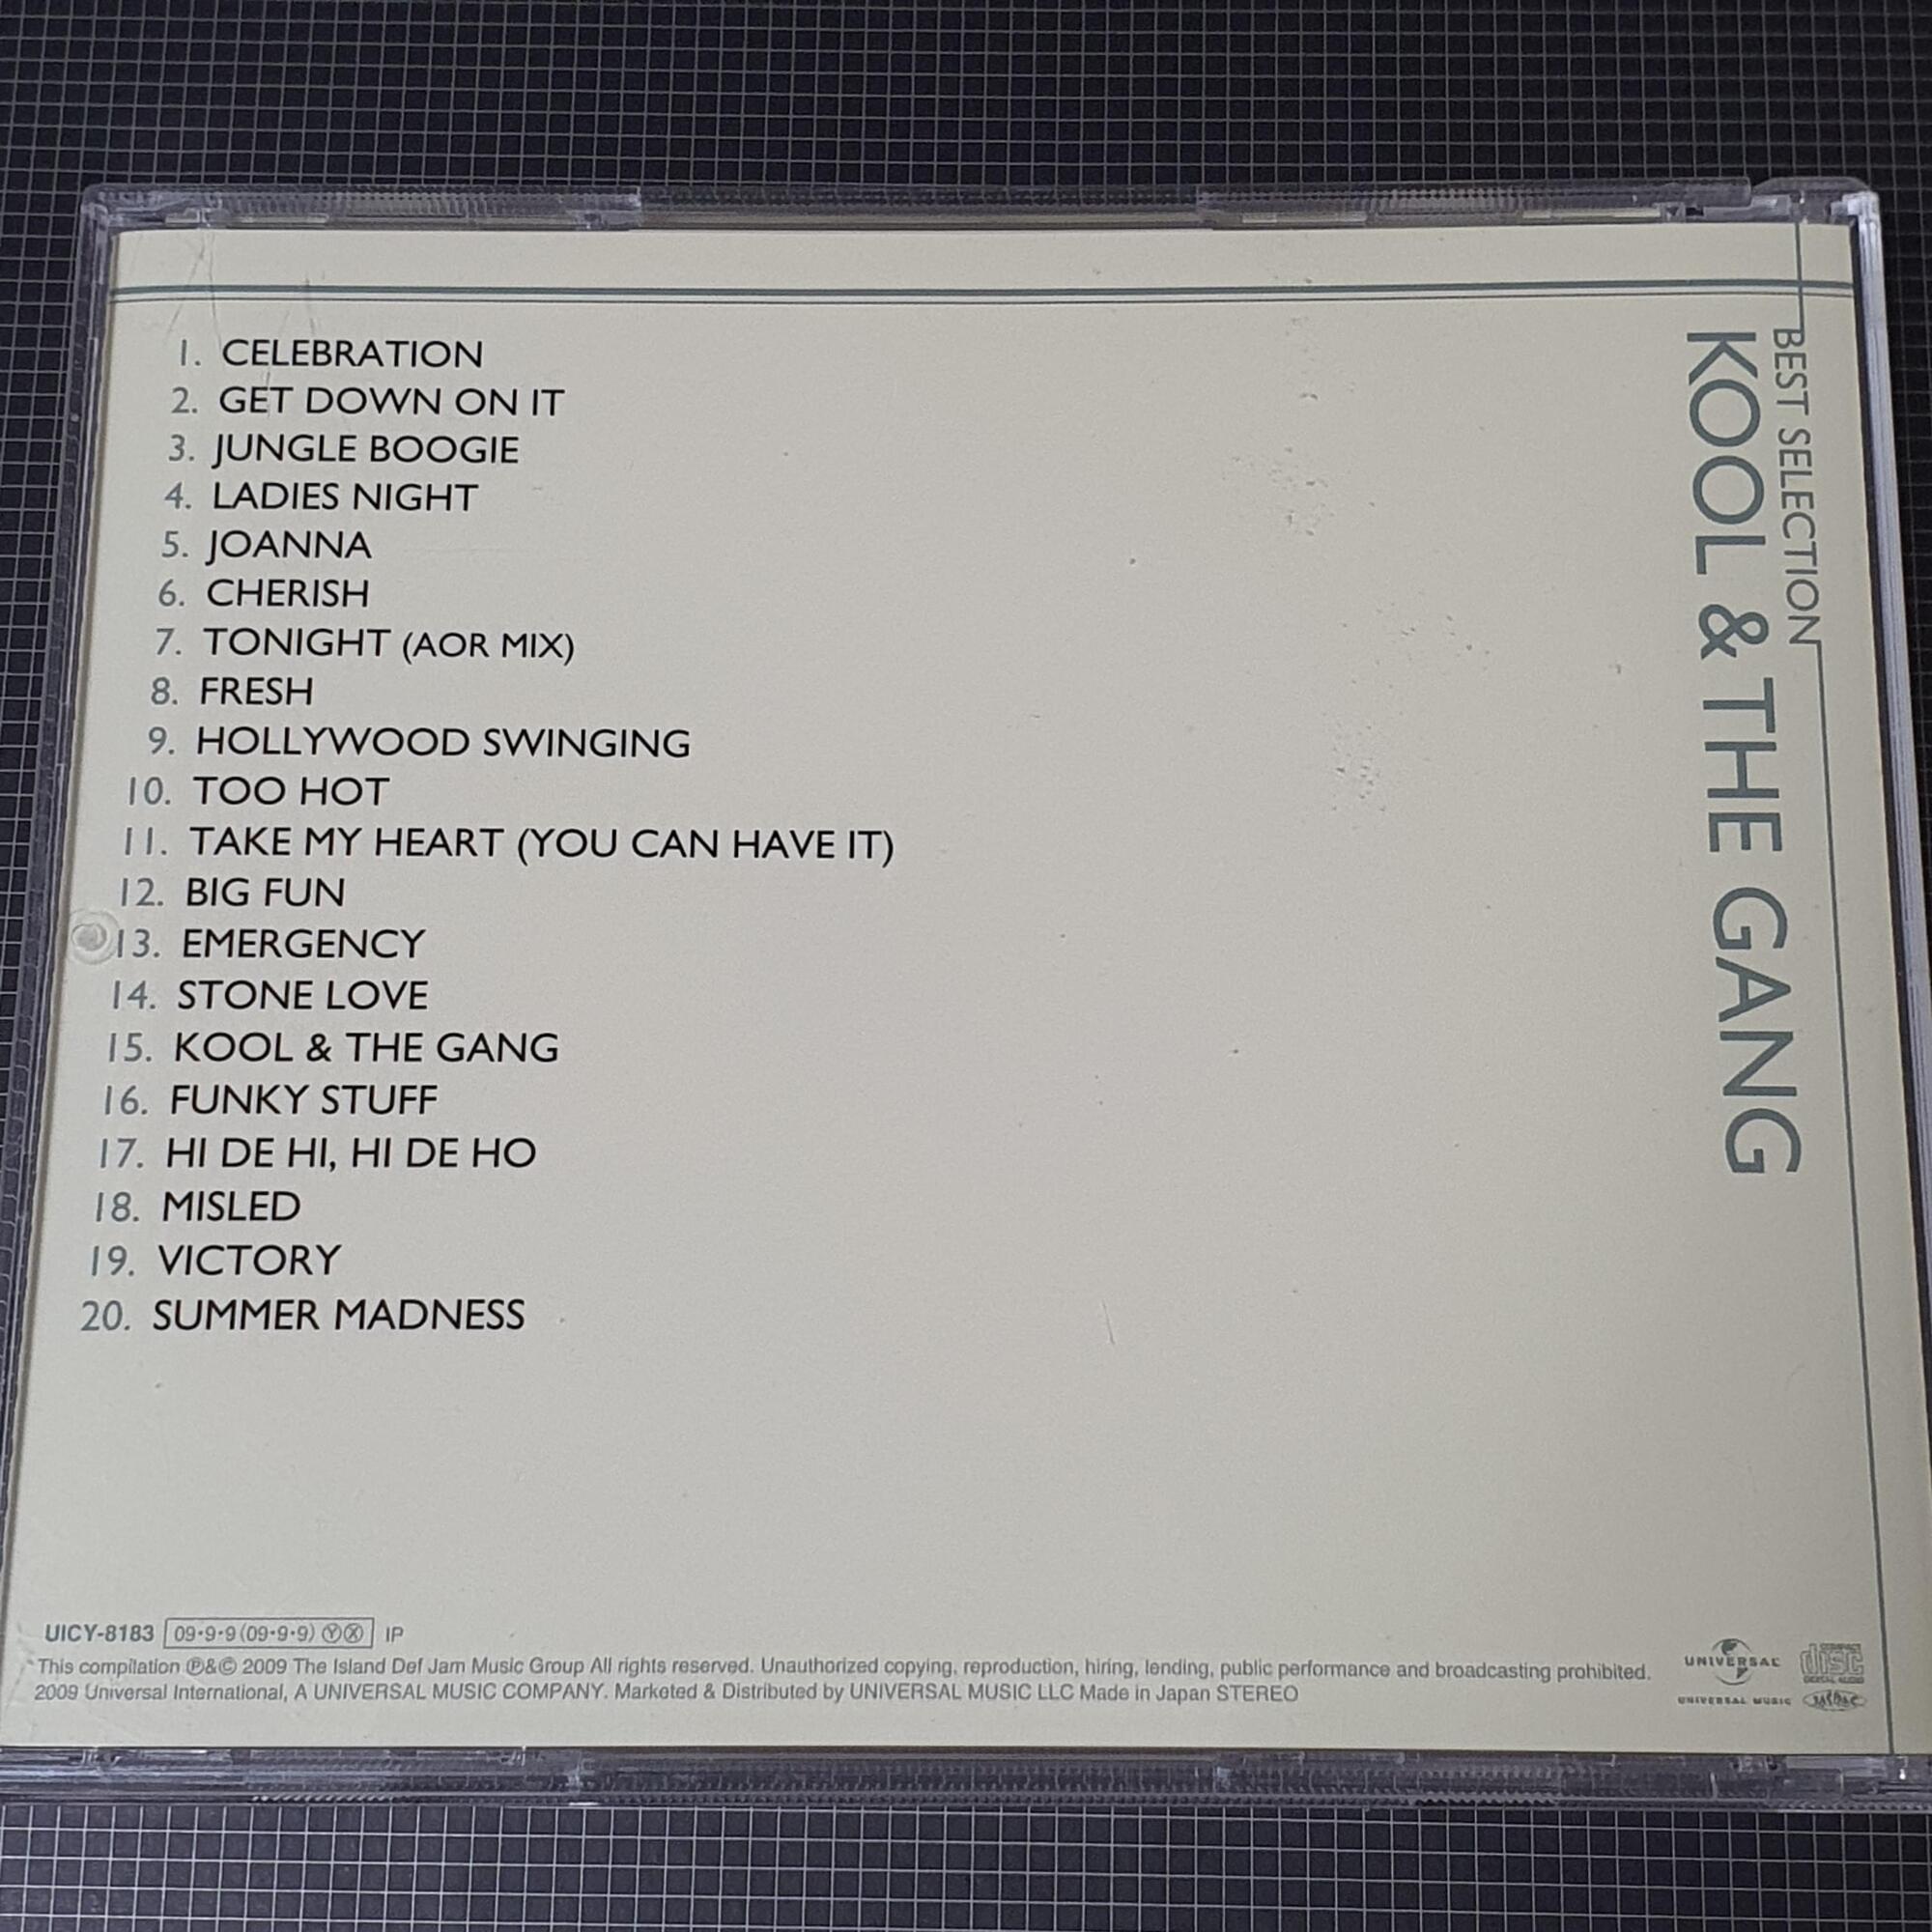 1. CELEBRATION
2. GET DOWN ON IT
3. JUNGLE BOOGIE
4. LADIES NIGHT
5. JOANNA
6. CHERISH
7. TONIGHT (AOR MIX)
8. FRESH
9. HOLLYWOOD SWINGING
10. TOO HOT
11. TAKE MY HEART (YOU CAN HAVE IT)
12. BIG FUN
13. EMERGENCY
14. STONE LOVE
15. KOOL & THE GANG
16. FUNKY STUFF
17. HI DE HI, HI DE HO
18. MISLED
19. VICTORY
20. SUMMER MADNESS
BEST SELECTION
KOOL & THE GANG
UICY-8183 09·9·9 (09·9·9) Ⓨ Ⓧ IP
This compilation ℗&© 2009 The Island Def Jam Music Group All rights reserved. Unauthorized copying, reproduction, hiring, lending, public performance and broadcasting prohibited.
2009 Universal International, A UNIVERSAL MUSIC COMPANY. Marketed & Distributed by UNIVERSAL MUSIC LLC Made in Japan STEREO
UNIVERSAL
UNIVERSAL MUSIC
COMPACT
disc
DIGITAL AUDIO